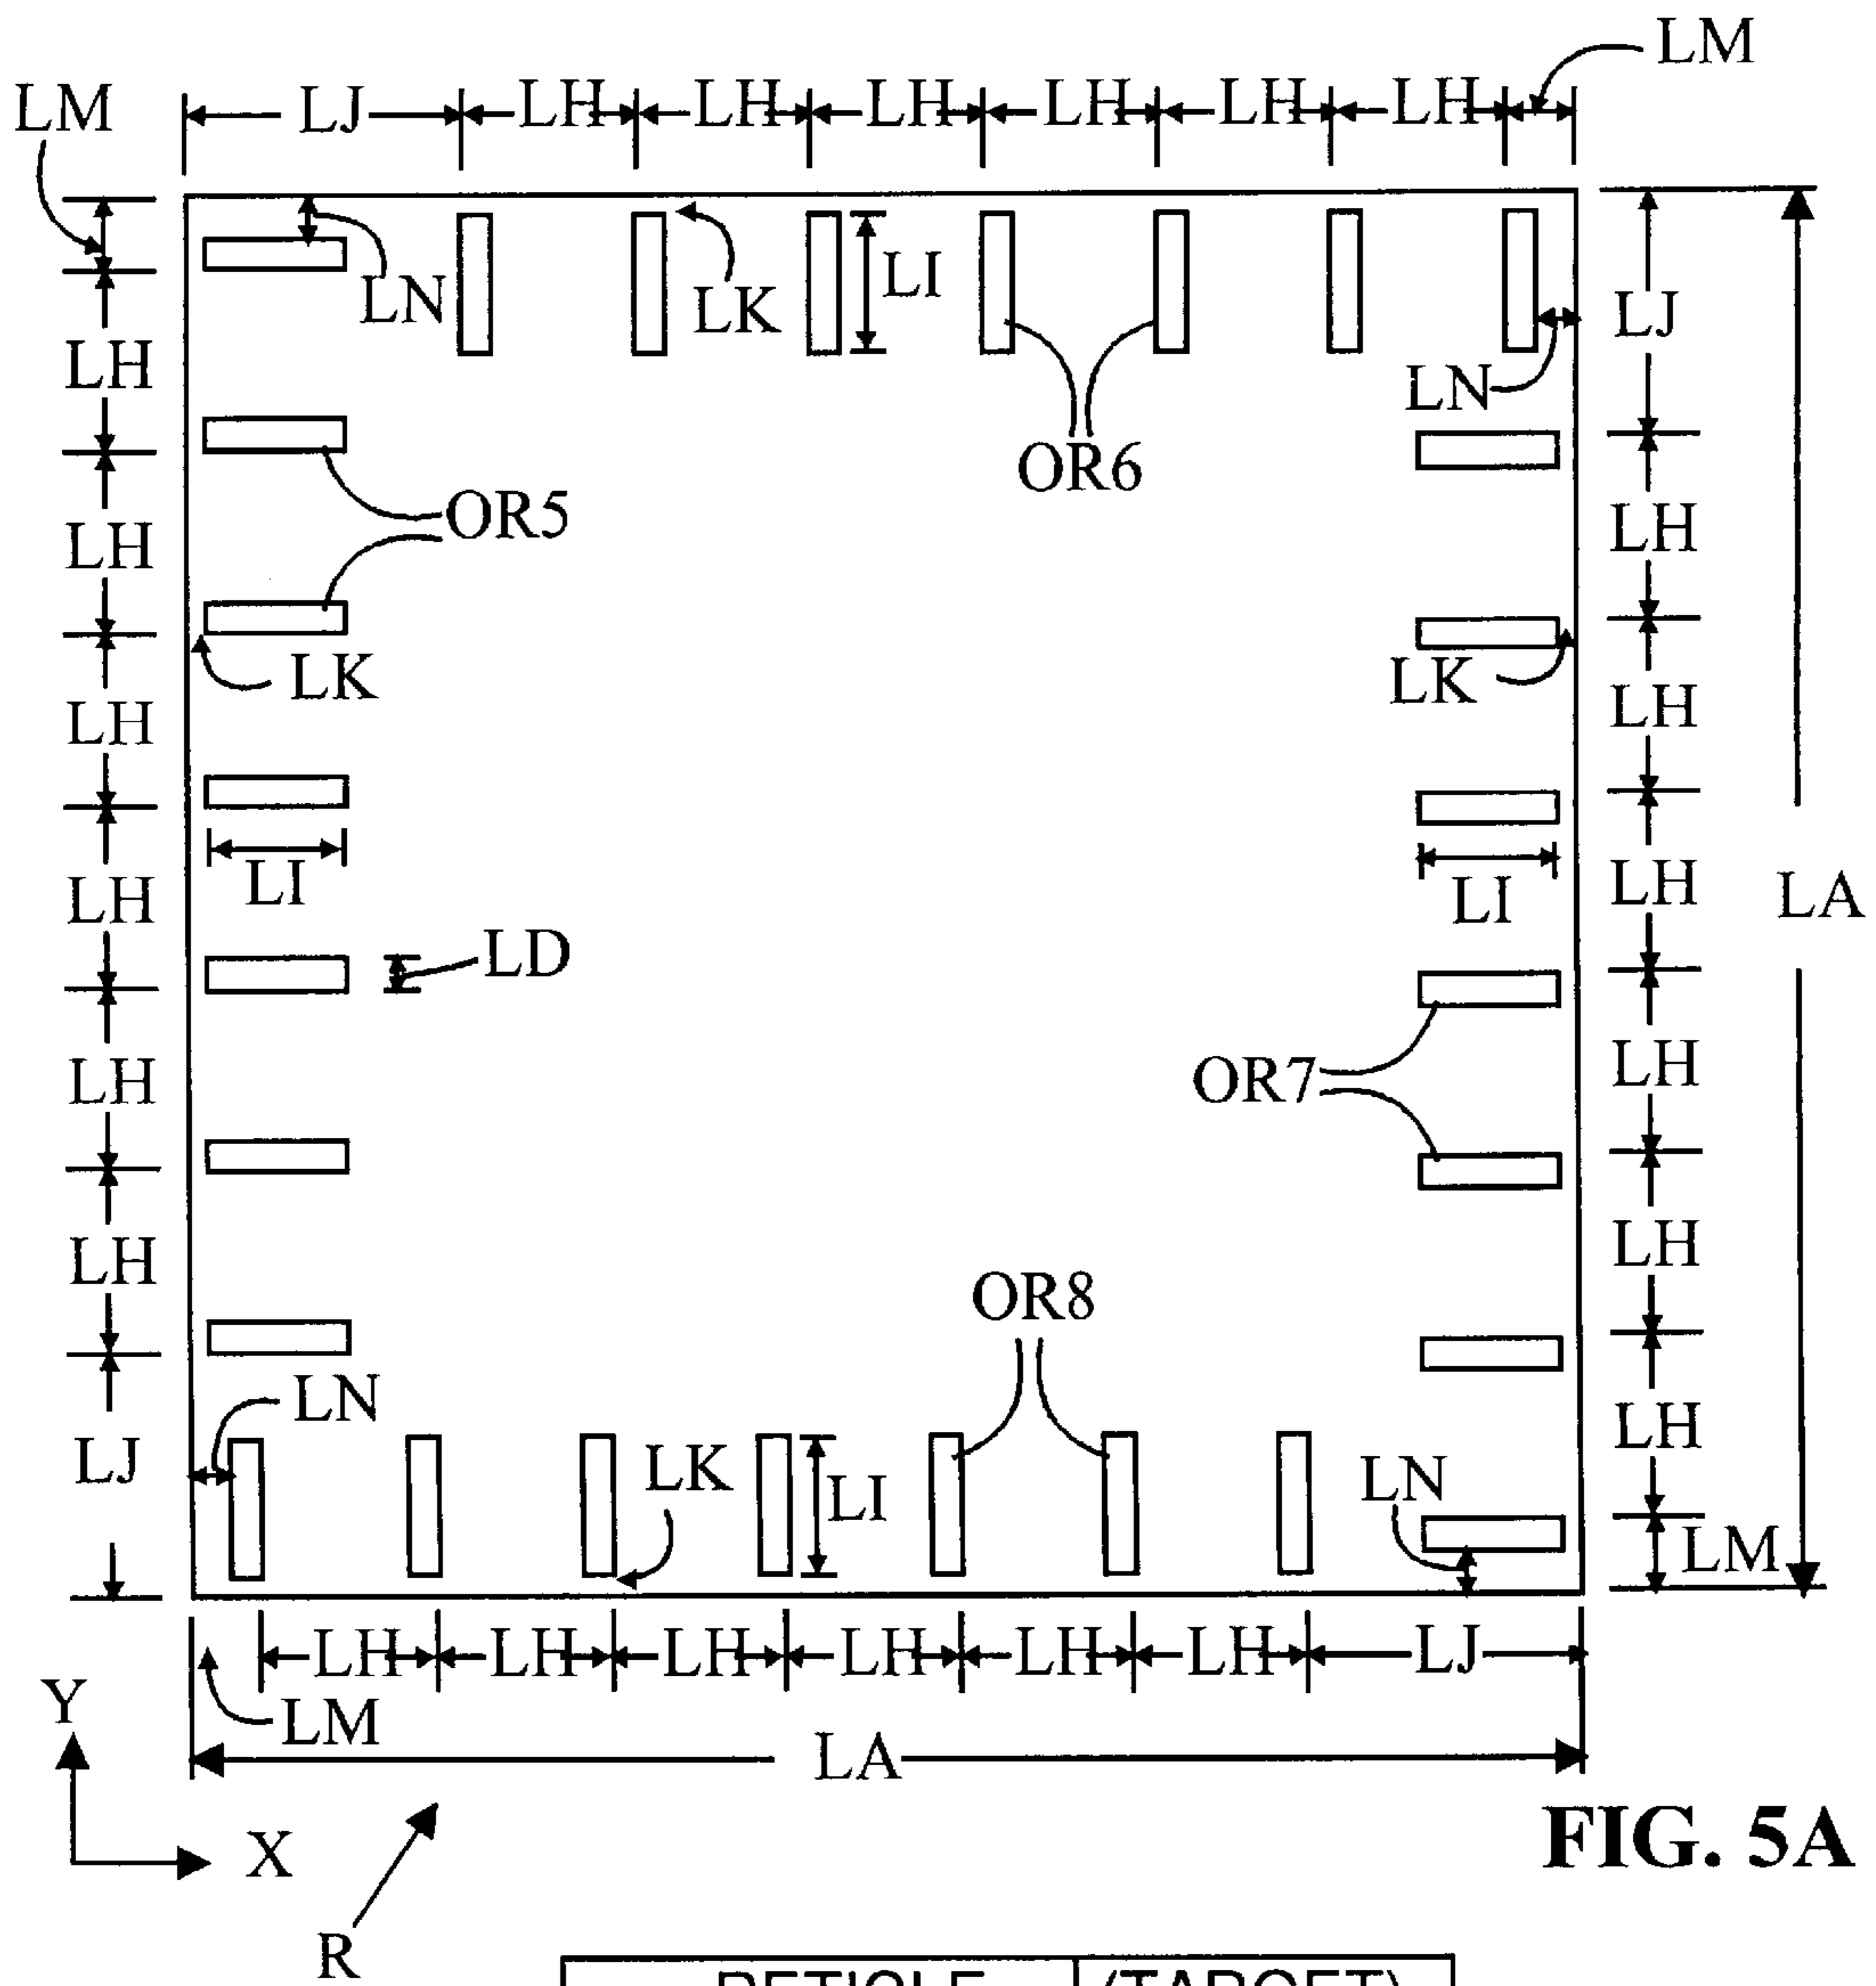 LM
LM LJ LH LH LH LH LH LH
LN LK LI LJ
LH LN
OR6
OR5
LH LH
LK LK
LH LH
LI LI LH LA
LH LD
OR7 LH
LH
LH OR8 LH
LN LH
LJ LK LI LN
LM
LH LH LH LH LH LH LJ
Y LM
LA
X FIG. 5A
R
RETICLE (TARGET)